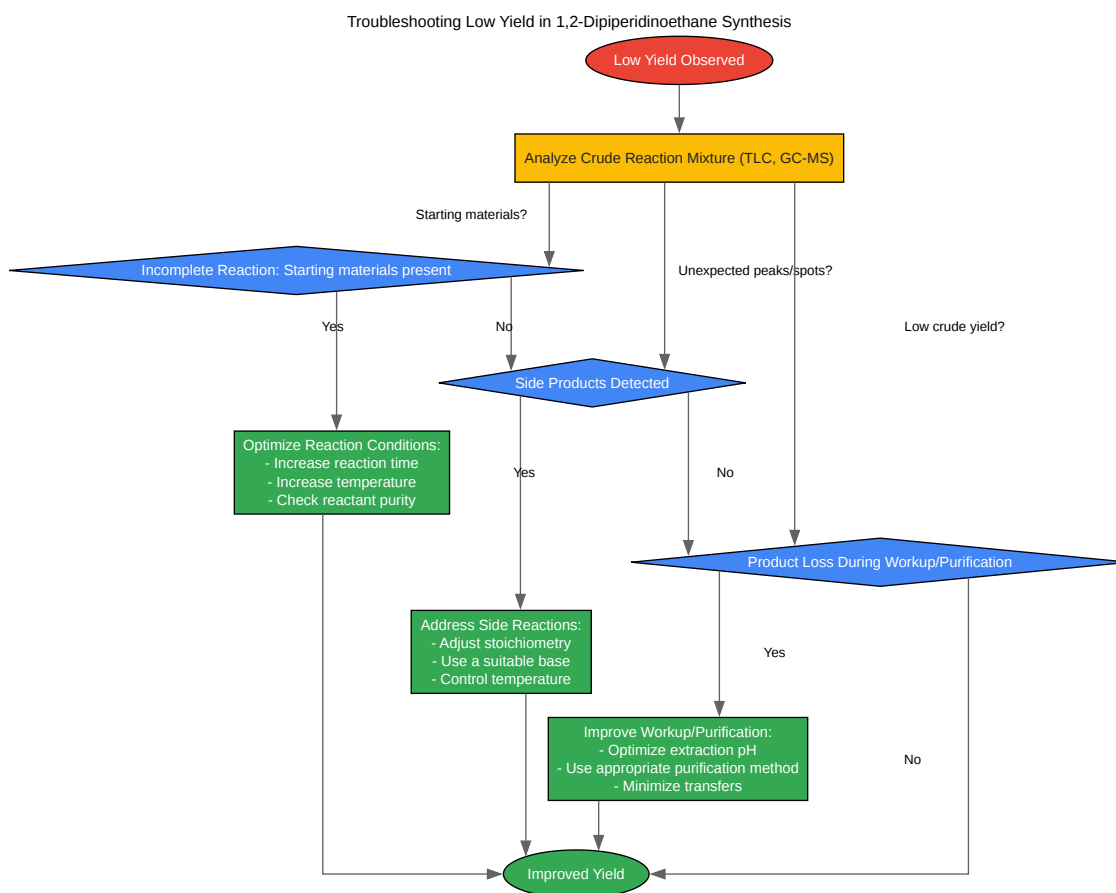 Troubleshooting Low Yield in 1,2-Dipiperidinoethane Synthesis
Low Yield Observed
Analyze Crude Reaction Mixture (TLC, GC-MS)
Starting materials?
Incomplete Reaction: Starting materials present
Unexpected peaks/spots?
Yes
No
Low crude yield?
Side Products Detected
Optimize Reaction Conditions:
- Increase reaction time
- Increase temperature
- Check reactant purity
Yes
No
Product Loss During Workup/Purification
Address Side Reactions:
- Adjust stoichiometry
- Use a suitable base
- Control temperature
Yes
Improve Workup/Purification:
- Optimize extraction pH
- Use appropriate purification method
- Minimize transfers
No
Improved Yield